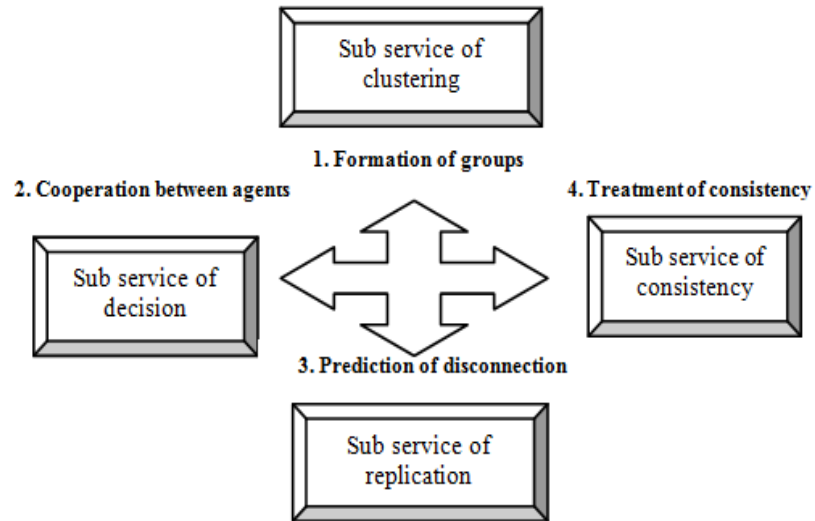 Sub service of
clustering
1. Formation of groups
2. Cooperation between agents
4. Treatment of consistency
Sub service of
decision
Sub service of
consistency
3. Prediction of disconnection
Sub service of
replication